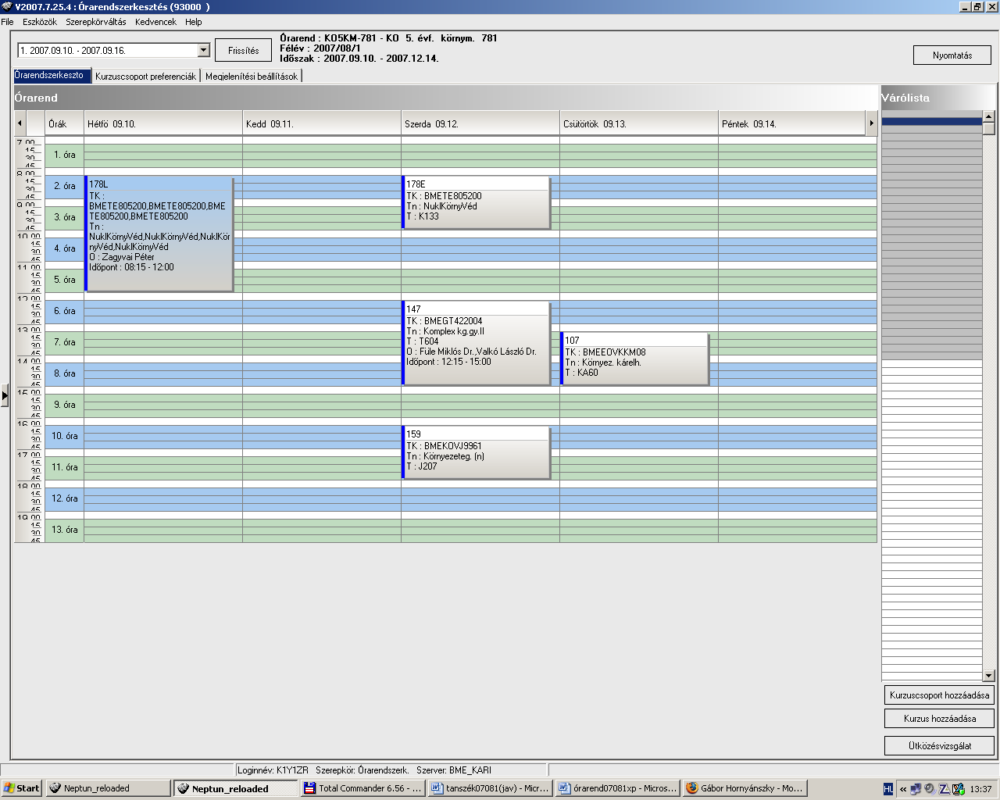 V2007.7.25.4 : Órarendszerkesztés (93000 )
File Eszközök Szerepkörváltás Kedvencek Help
1. 2007.09.10. - 2007.09.16.
Frissítés
Órarend : KO5KM-781 - KO 5. évf. környm. 781
Félév : 2007/08/1
Időszak : 2007.09.10. - 2007.12.14.
Nyomtatás
Órarendszerkeszto Kurzuscsoport preferenciák Megjelenítési beállítások
Órarend
Várólista
Órák Hétfö 09.10. Kedd 09.11. Szerda 09.12. Csütörtök 09.13. Péntek 09.14.
7 00
15
30
45
1. óra
8 00
15
30
45
2. óra
9 00
15
30
45
3. óra
10 00
15
30
45
4. óra
11 00
15
30
45
5. óra
12 00
15
30
45
6. óra
13 00
15
30
45
7. óra
14 00
15
30
45
8. óra
15 00
15
30
45
9. óra
16 00
15
30
45
10. óra
17 00
15
30
45
11. óra
18 00
15
30
45
12. óra
19 00
15
30
45
13. óra
178L
TK :
BMETE805200,BMETE805200,BME
TE805200,BMETE805200
Tn :
NuklKörnyVéd,NuklKörnyVéd,NuklKör
nyVéd,NuklKörnyVéd
O : Zagyvai Péter
Időpont : 08:15 - 12:00
178E
TK : BMETE805200
Tn : NuklKörnyVéd
T : K133
147
TK : BMEGT422004
Tn : Komplex kg.gy.II
T : T604
O : Füle Miklós Dr.,Valkó László Dr.
Időpont : 12:15 - 15:00
107
TK : BMEEOVKKM08
Tn : Környez. kárelh.
T : KA60
159
TK : BMEKOVJ9961
Tn : Környezeteg. (n)
T : J207
Kurzuscsoport hozzáadása
Kurzus hozzáadása
Ütközésvizsgálat
Loginnév: K1Y1ZR Szerepkör: Órarendszerk. Szerver: BME_KARI
Start Neptun_reloaded Neptun_reloaded Total Commander 6.56 - ... tanszék07081(jav) - Micr... órarend07081xp - Micros... Gábor Hornyánszky - Mo... HU « 13:37